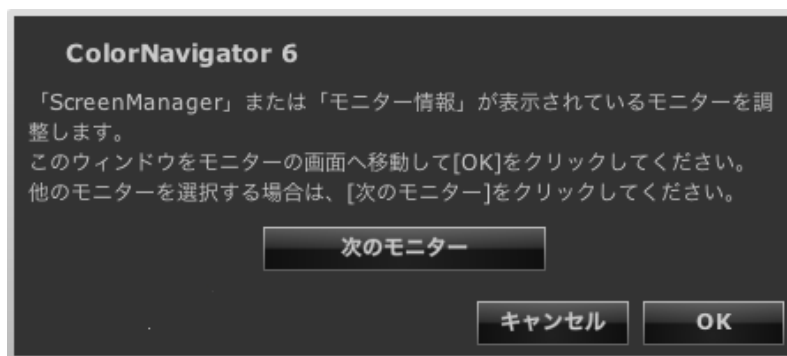 ColorNavigator 6
「ScreenManager」または「モニター情報」が表示されているモニターを調
整します。
このウィンドウをモニターの画面へ移動して[OK]をクリックしてください。
他のモニターを選択する場合は、[次のモニター]をクリックしてください。
次のモニター
キャンセル
OK